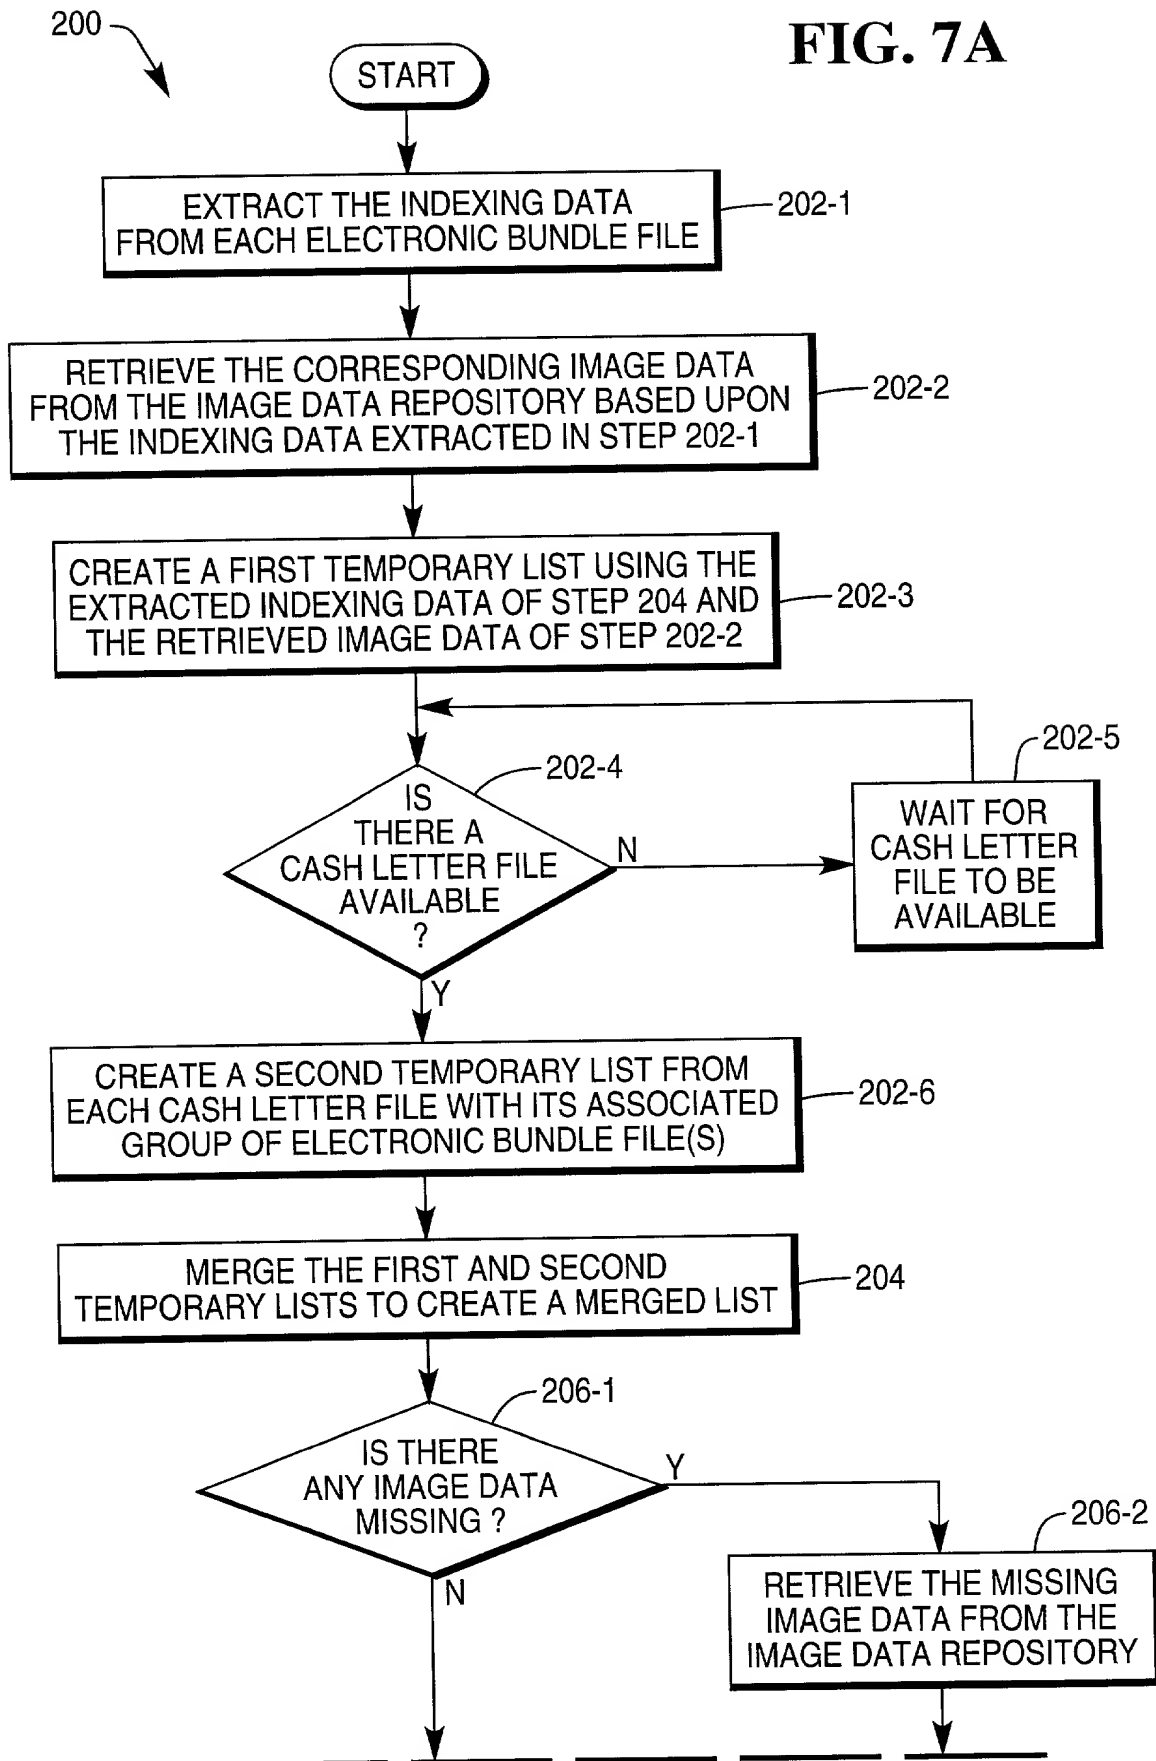 200
FIG. 7A
START
EXTRACT THE INDEXING DATA
FROM EACH ELECTRONIC BUNDLE FILE
202-1
RETRIEVE THE CORRESPONDING IMAGE DATA
FROM THE IMAGE DATA REPOSITORY BASED UPON
THE INDEXING DATA EXTRACTED IN STEP 202-1
202-2
CREATE A FIRST TEMPORARY LIST USING THE
EXTRACTED INDEXING DATA OF STEP 204 AND
THE RETRIEVED IMAGE DATA OF STEP 202-2
202-3
IS
THERE A
CASH LETTER FILE
AVAILABLE
?
202-4
N
Y
WAIT FOR
CASH LETTER
FILE TO BE
AVAILABLE
202-5
CREATE A SECOND TEMPORARY LIST FROM
EACH CASH LETTER FILE WITH ITS ASSOCIATED
GROUP OF ELECTRONIC BUNDLE FILE(S)
202-6
MERGE THE FIRST AND SECOND
TEMPORARY LISTS TO CREATE A MERGED LIST
204
IS THERE
ANY IMAGE DATA
MISSING ?
206-1
Y
N
RETRIEVE THE MISSING
IMAGE DATA FROM THE
IMAGE DATA REPOSITORY
206-2